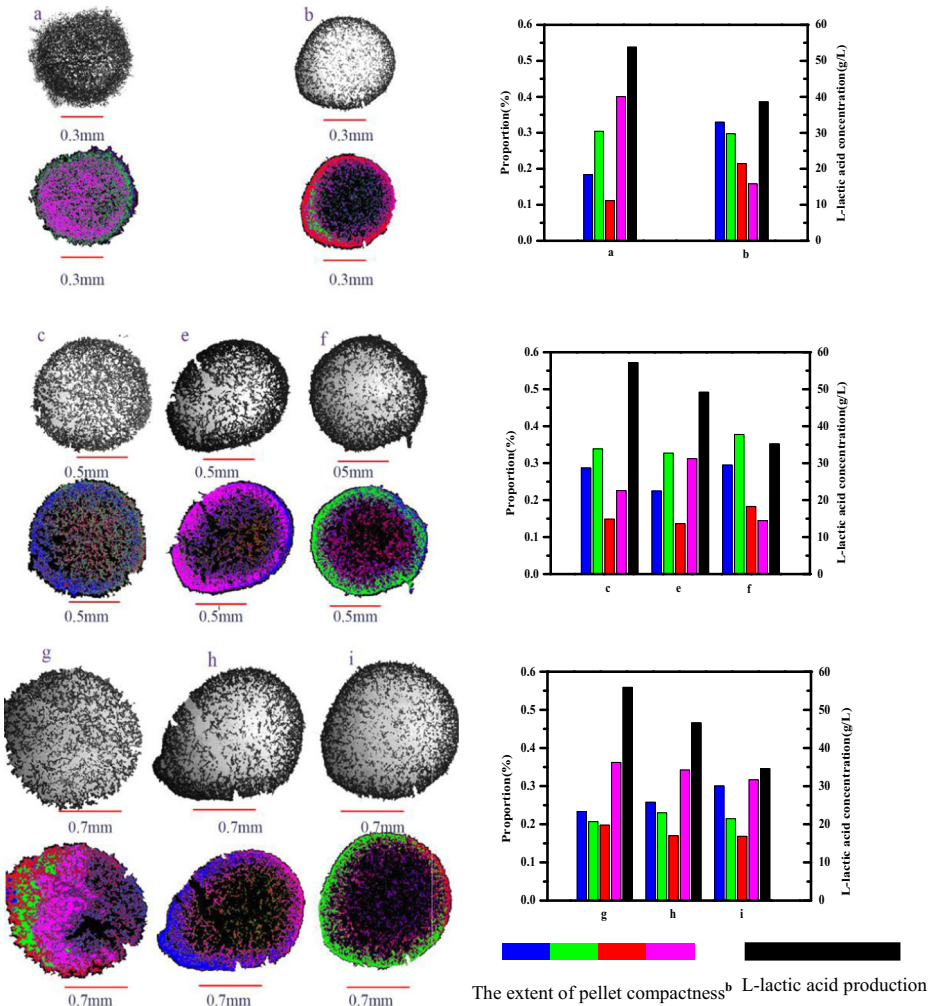 a
b
0.3mm
0.3mm
0.3mm
0.3mm
Proportion(%)
0.6
0.5
0.4
0.3
0.2
0.1
0.0
a
b
60
50
40
30
20
10
0
L-lactic acid concentration(g/L)
c
e
f
0.5mm
0.5mm
05mm
0.5mm
0.5mm
0.5mm
Proportion(%)
0.6
0.5
0.4
0.3
0.2
0.1
0.0
c
e
f
60
50
40
30
20
10
0
L-lactic acid concentration(g/L)
g
h
i
0.7mm
0.7mm
0.7mm
0.7mm
0.7mm
0.7mm
Proportion(%)
0.6
0.5
0.4
0.3
0.2
0.1
0.0
g
h
i
60
50
40
30
20
10
0
L-lactic acid concentration(g/L)
The extent of pellet compactnessᵇ L-lactic acid production